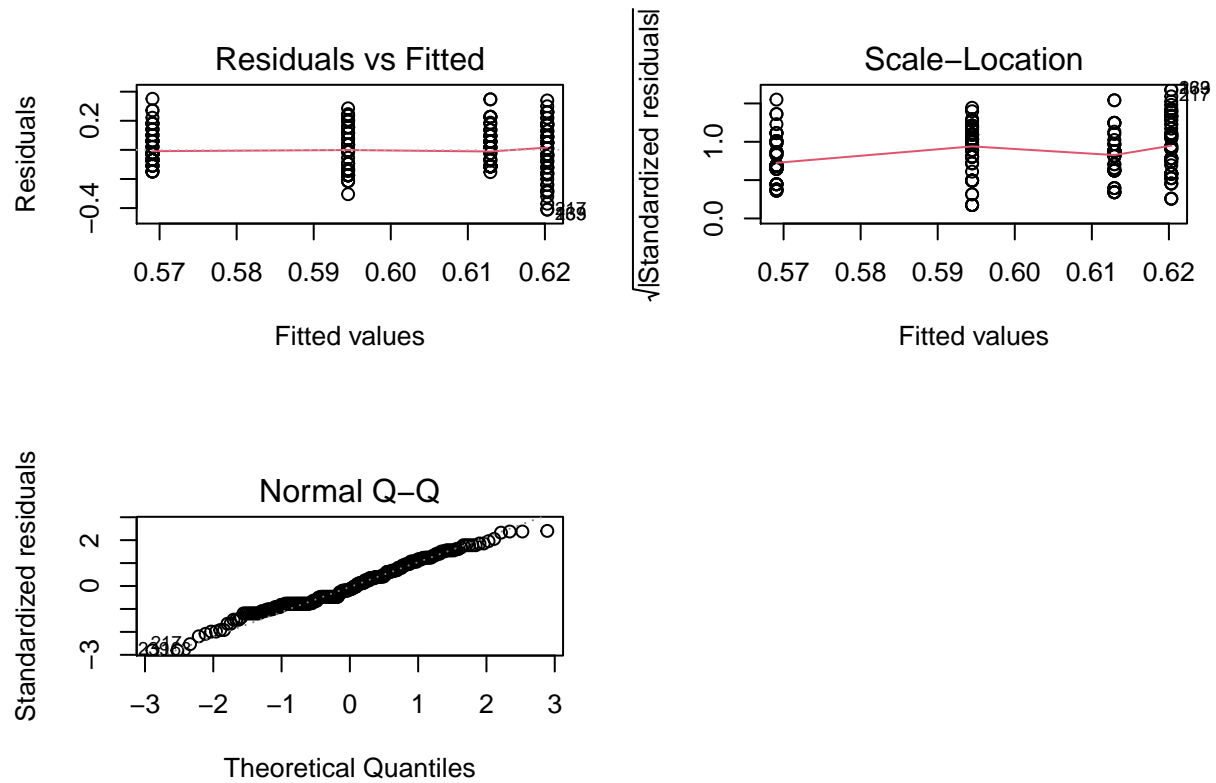 Residuals vs Fitted
Residuals
0.2
−0.4
217
0.57 0.58 0.59 0.60 0.61 0.62
Fitted values
Scale−Location
√|Standardized residuals|
1.0
0.0
217
0.57 0.58 0.59 0.60 0.61 0.62
Fitted values
Normal Q−Q
Standardized residuals
2
0
−3
217
−3 −2 −1 0 1 2 3
Theoretical Quantiles